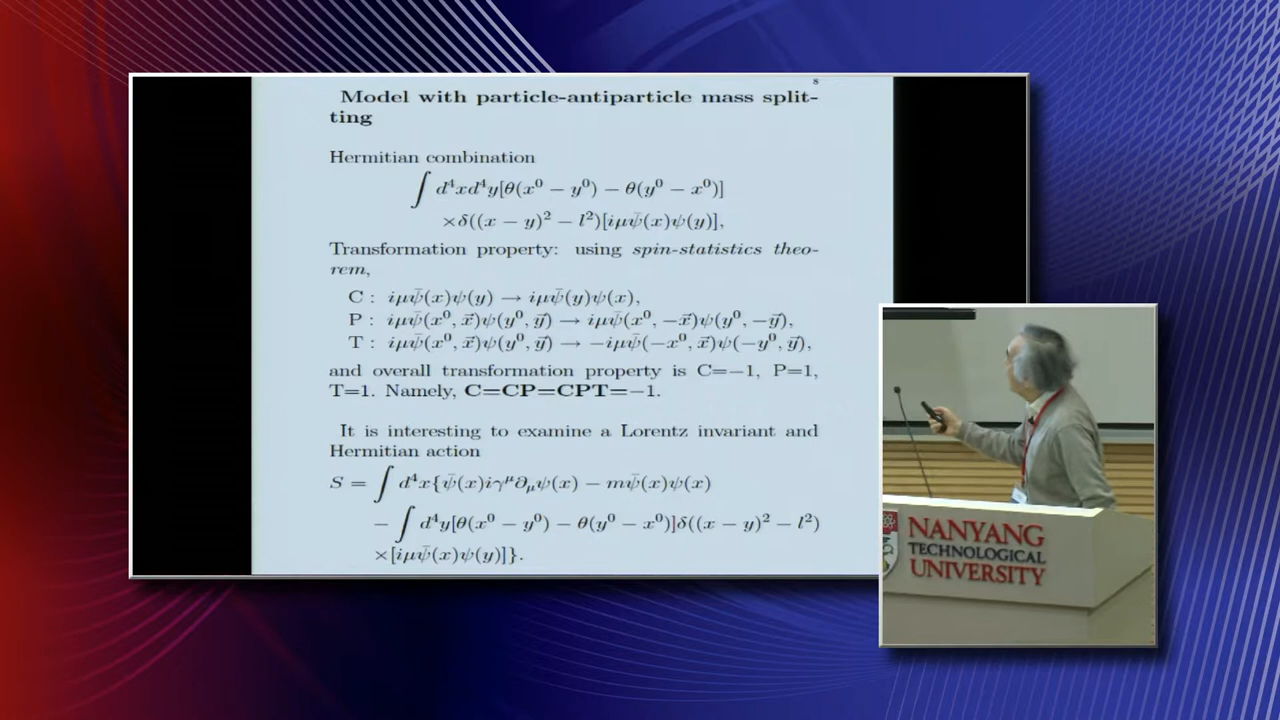 8
Model with particle-antiparticle mass split-
ting
Hermitian combination
∫ d⁴xd⁴y[θ(x⁰ − y⁰) − θ(y⁰ − x⁰)]
×δ((x − y)² − l²)[iμψ̄(x)ψ(y)],
Transformation property: using spin-statistics theo-
rem,
C : iμψ̄(x)ψ(y) → iμψ̄(y)ψ(x),
P : iμψ̄(x⁰, x⃗)ψ(y⁰, y⃗) → iμψ̄(x⁰, −x⃗)ψ(y⁰, −y⃗),
T : iμψ̄(x⁰, x⃗)ψ(y⁰, y⃗) → −iμψ̄(−x⁰, x⃗)ψ(−y⁰, y⃗),
and overall transformation property is C=−1, P=1,
T=1. Namely, C=CP=CPT=−1.
It is interesting to examine a Lorentz invariant and
Hermitian action
S = ∫ d⁴x{ψ̄(x)iγ^μ∂_μψ(x) − mψ̄(x)ψ(x)
− ∫ d⁴y[θ(x⁰ − y⁰) − θ(y⁰ − x⁰)]δ((x − y)² − l²)
×[iμψ̄(x)ψ(y)]}.
NANYANG
TECHNOLOGICAL
UNIVERSITY